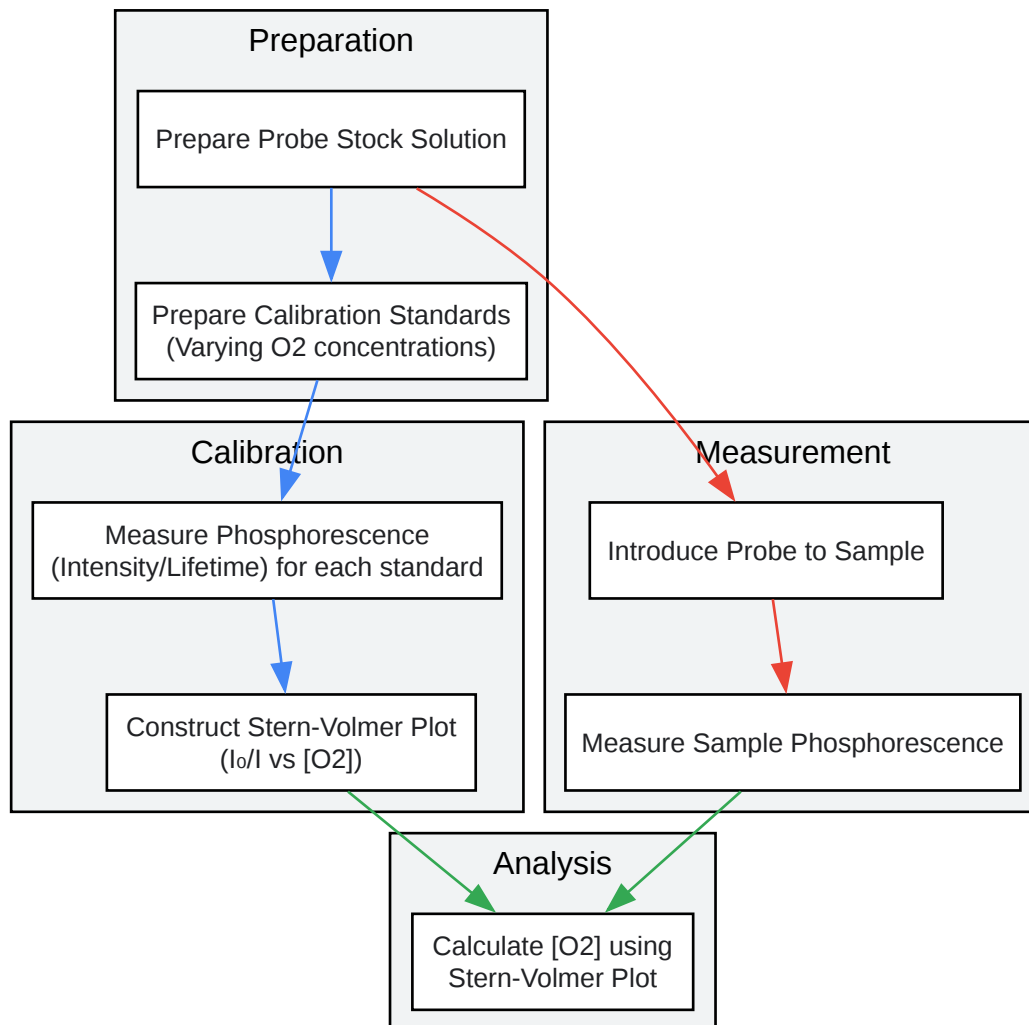 Preparation
Prepare Probe Stock Solution
Prepare Calibration Standards
(Varying O2 concentrations)
Calibration
Measure Phosphorescence
(Intensity/Lifetime) for each standard
Construct Stern-Volmer Plot
(I₀/I vs [O2])
Measurement
Introduce Probe to Sample
Measure Sample Phosphorescence
Analysis
Calculate [O2] using
Stern-Volmer Plot